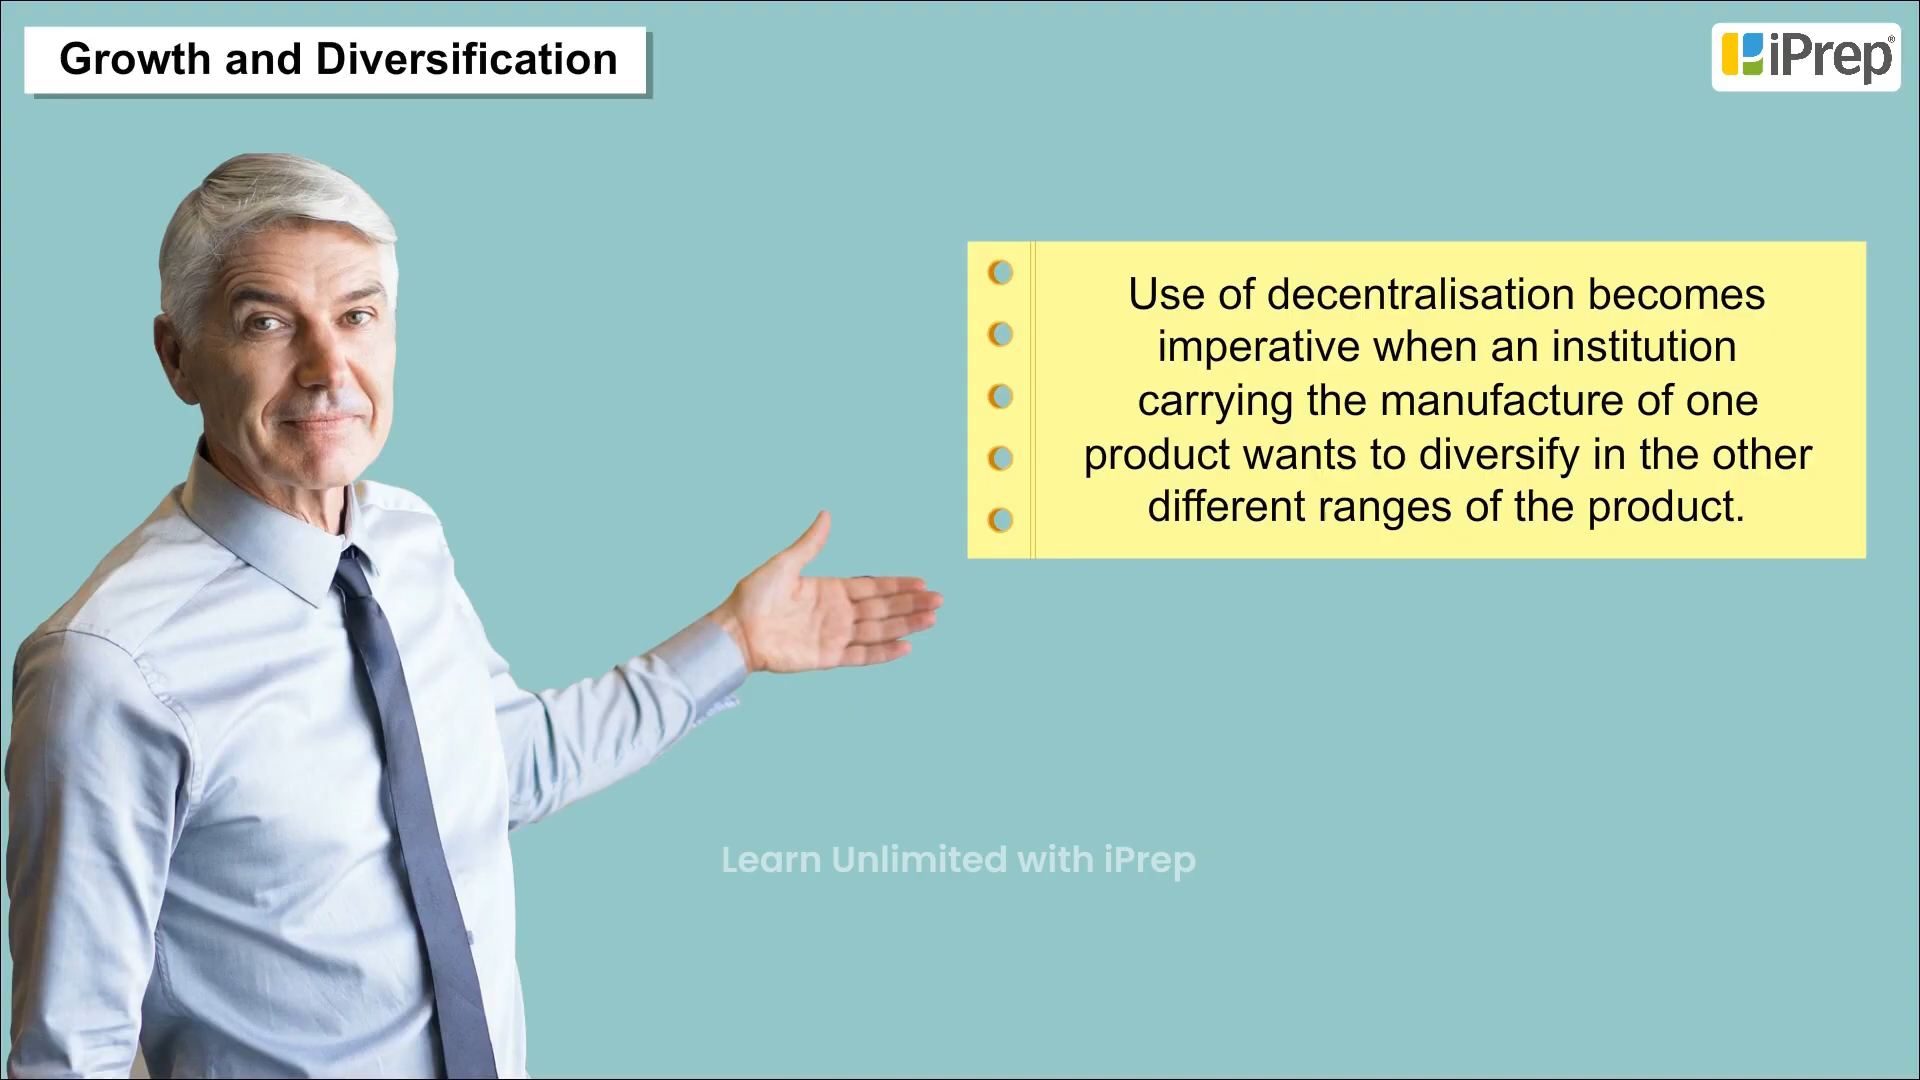 Growth and Diversification
iPrep®
Use of decentralisation becomes
imperative when an institution
carrying the manufacture of one
product wants to diversify in the other
different ranges of the product.
Learn Unlimited with iPrep